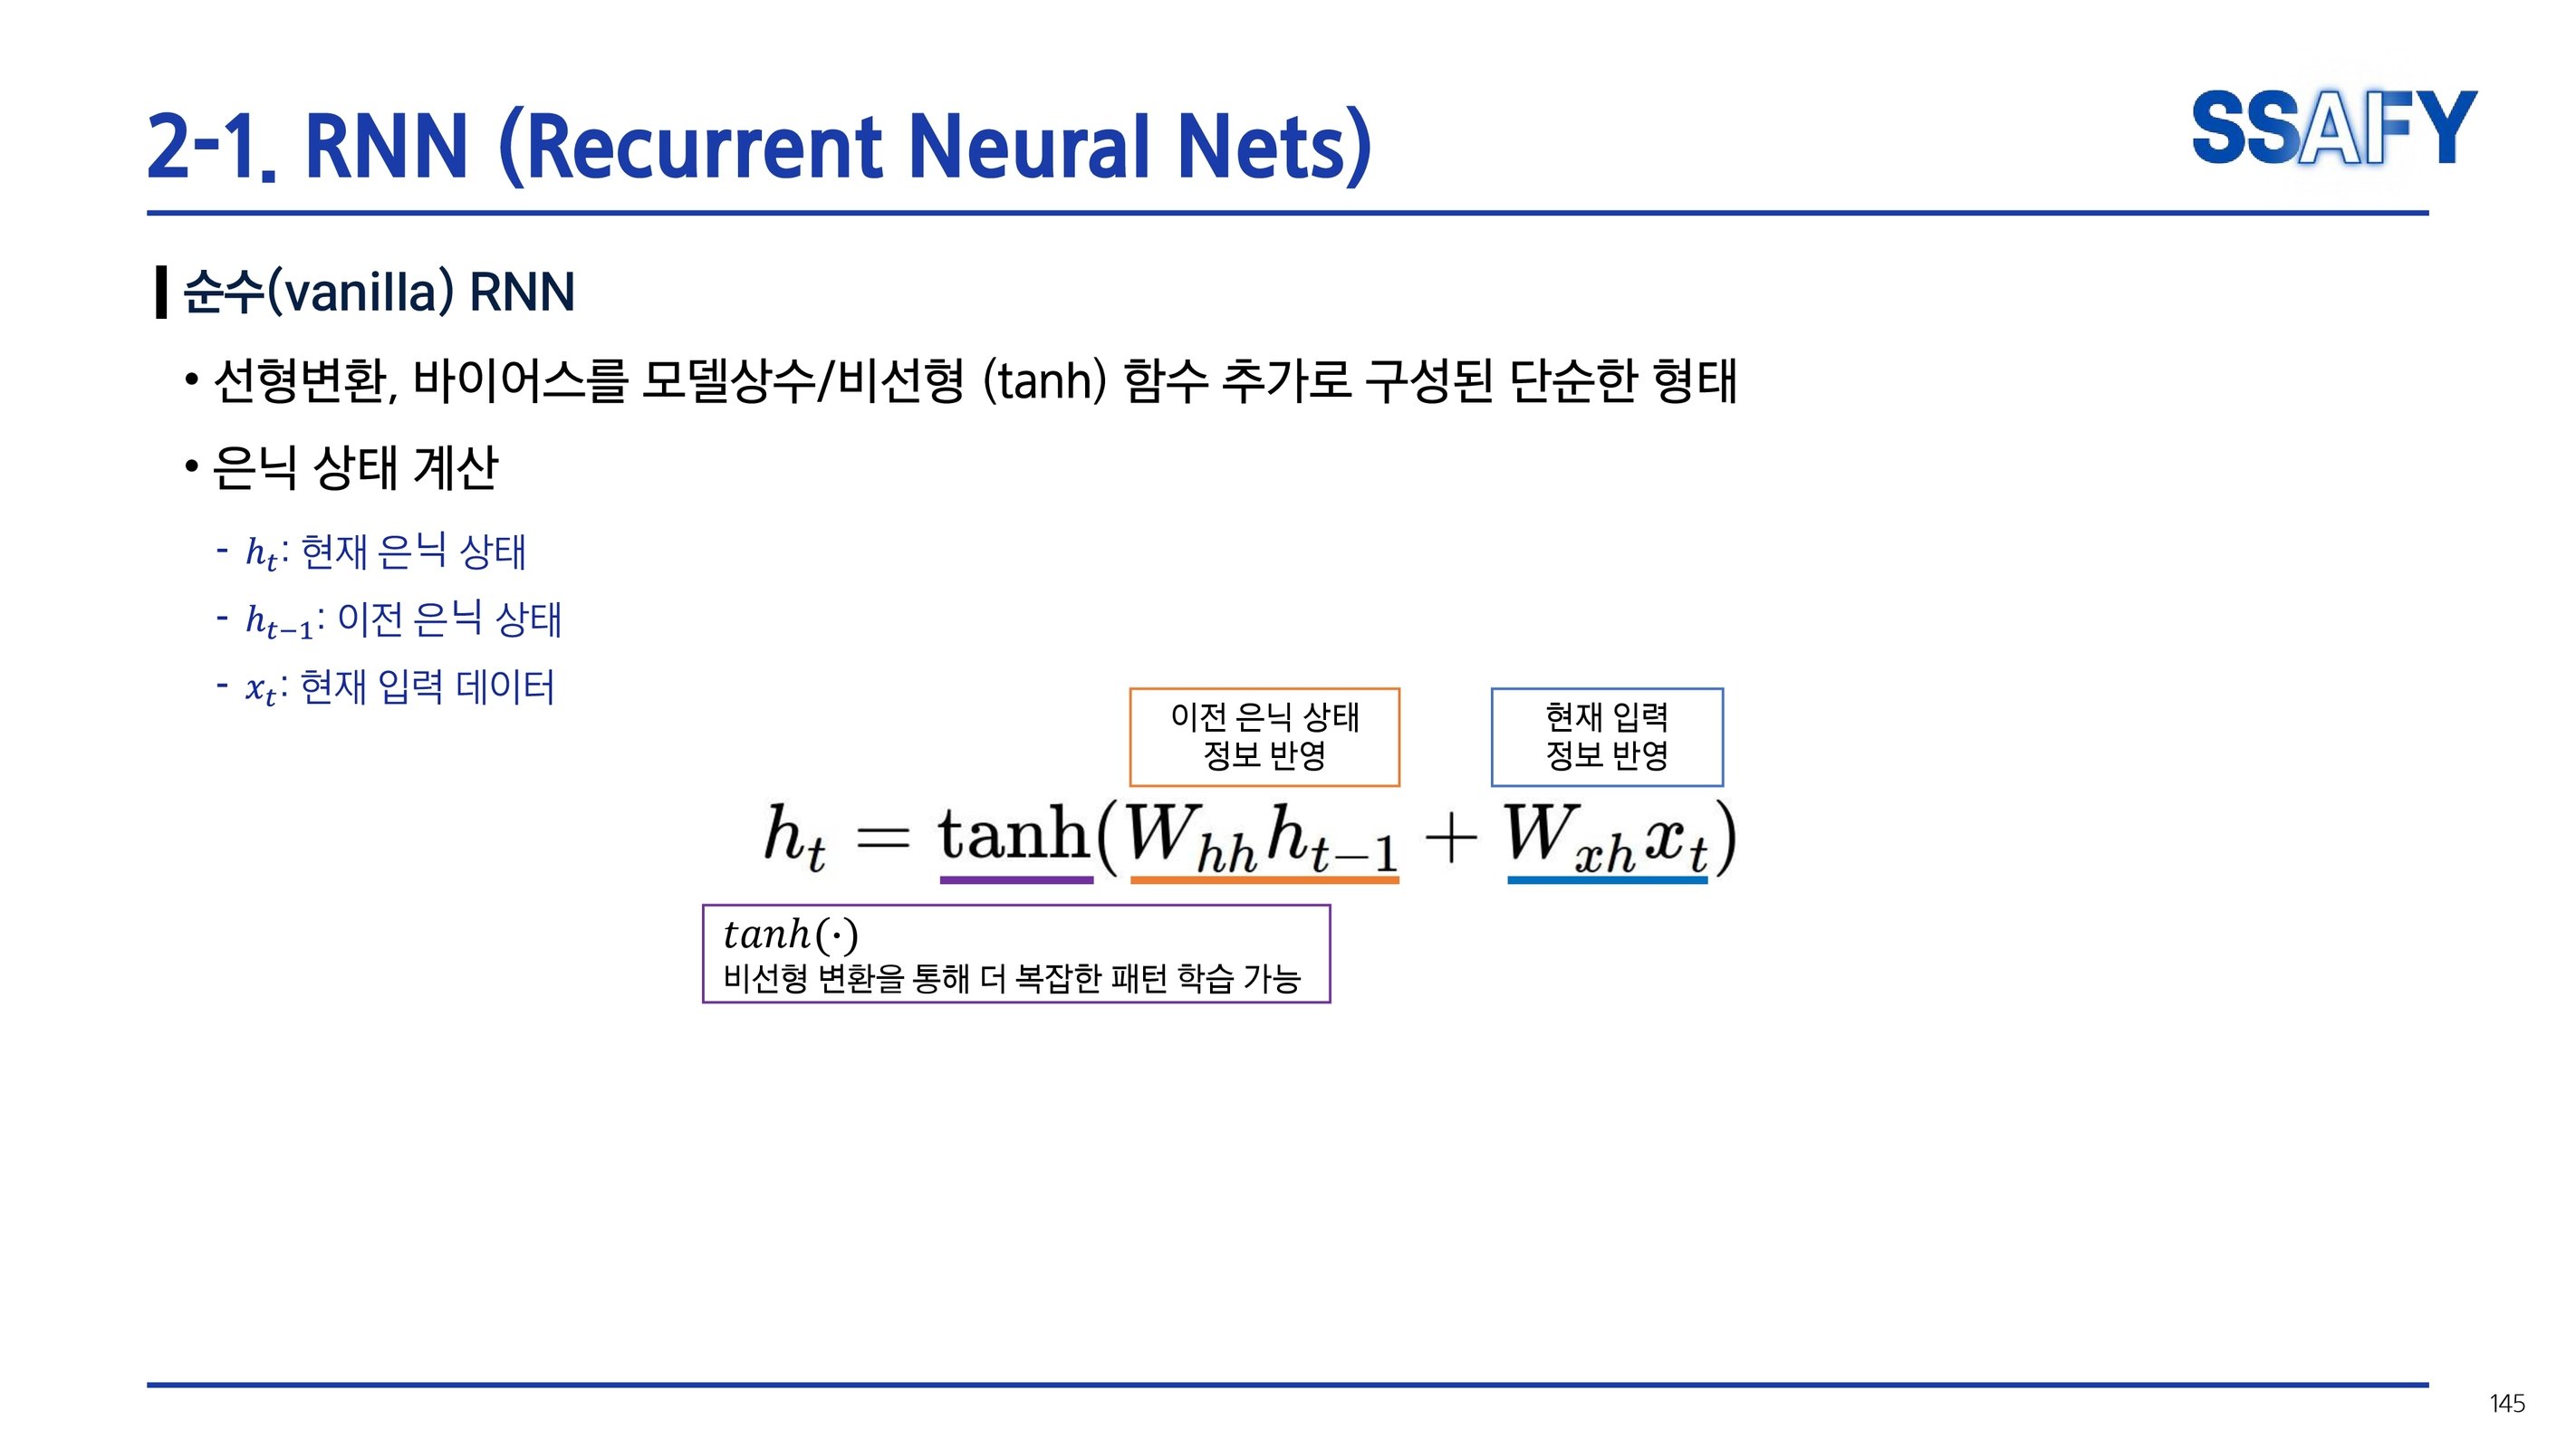 2-1. RNN (Recurrent Neural Nets)
SSAFY
순수(vanilla) RNN
• 선형변환, 바이어스를 모델상수/비선형 (tanh) 함수 추가로 구성된 단순한 형태
• 은닉 상태 계산
- h_t: 현재 은닉 상태
- h_{t-1}: 이전 은닉 상태
- x_t: 현재 입력 데이터
이전 은닉 상태
정보 반영
현재 입력
정보 반영
h_t = tanh(W_{hh}h_{t-1} + W_{xh}x_t)
tanh(·)
비선형 변환을 통해 더 복잡한 패턴 학습 가능
145